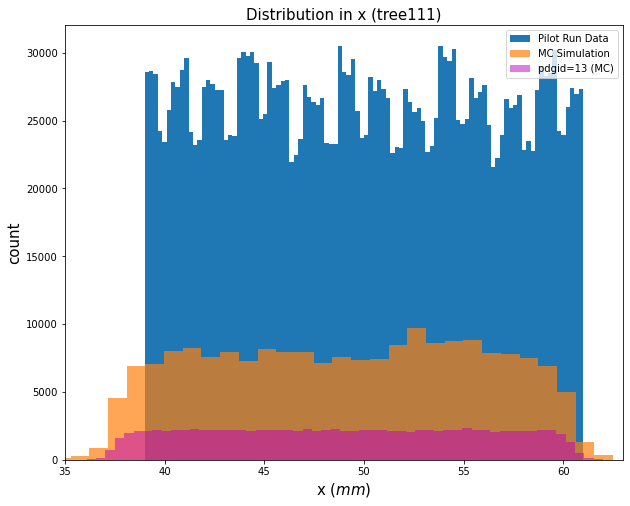 Distribution in x (tree111)
Pilot Run Data
MC Simulation
pdgid=13 (MC)
30000
25000
20000
15000
10000
5000
0
count
35 40 45 50 55 60
x (mm)